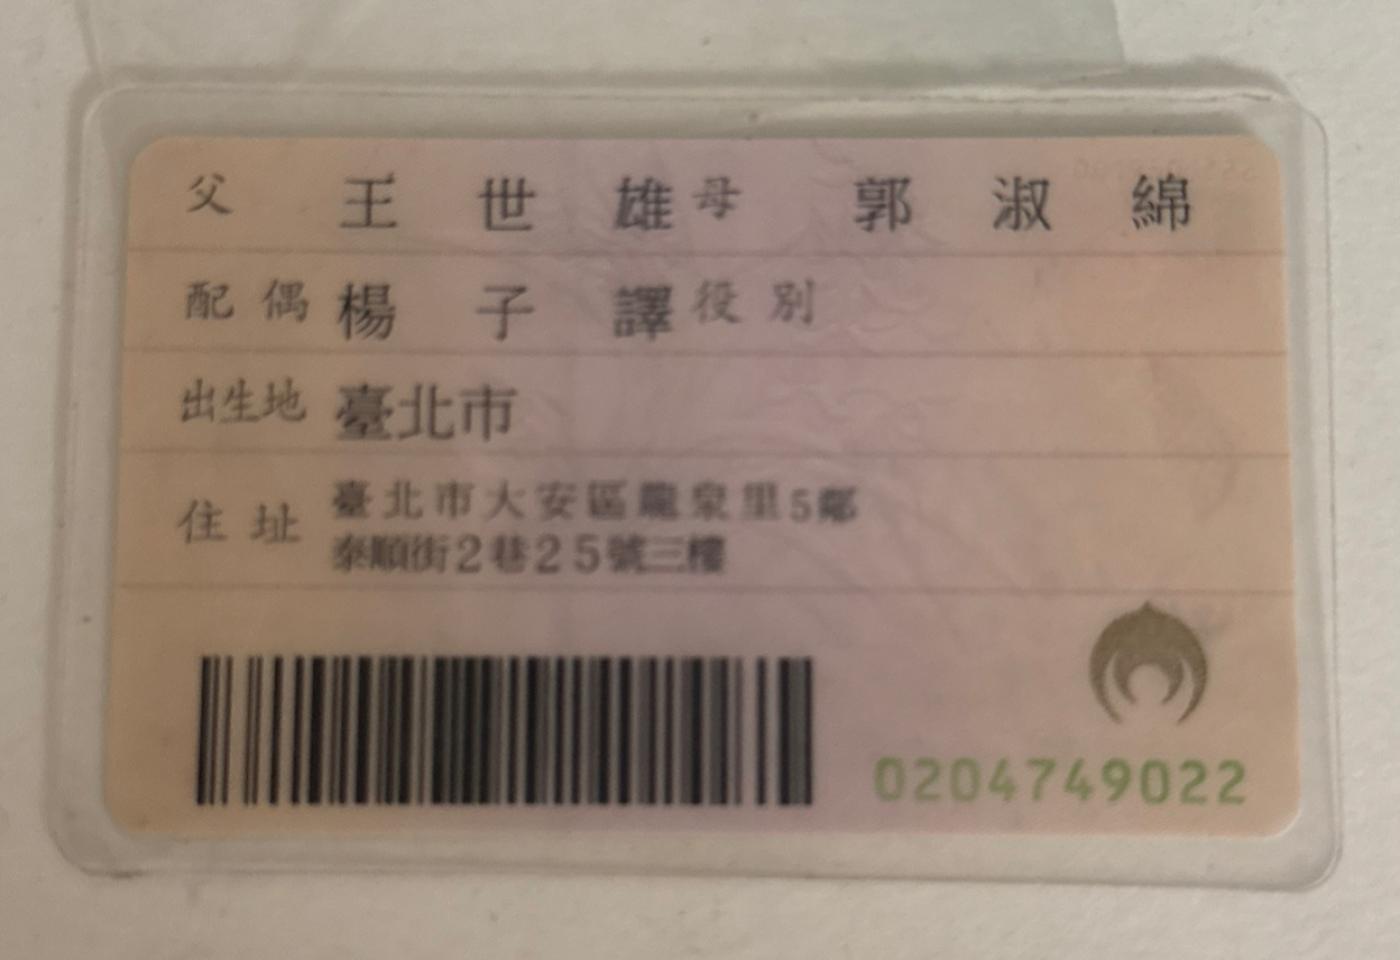 父 王世雄 母 郭淑綿
配偶 楊子譯 役別
出生地 臺北市
住址 臺北市大安區龍泉里5鄰
泰順街2巷25號三樓
0204749022